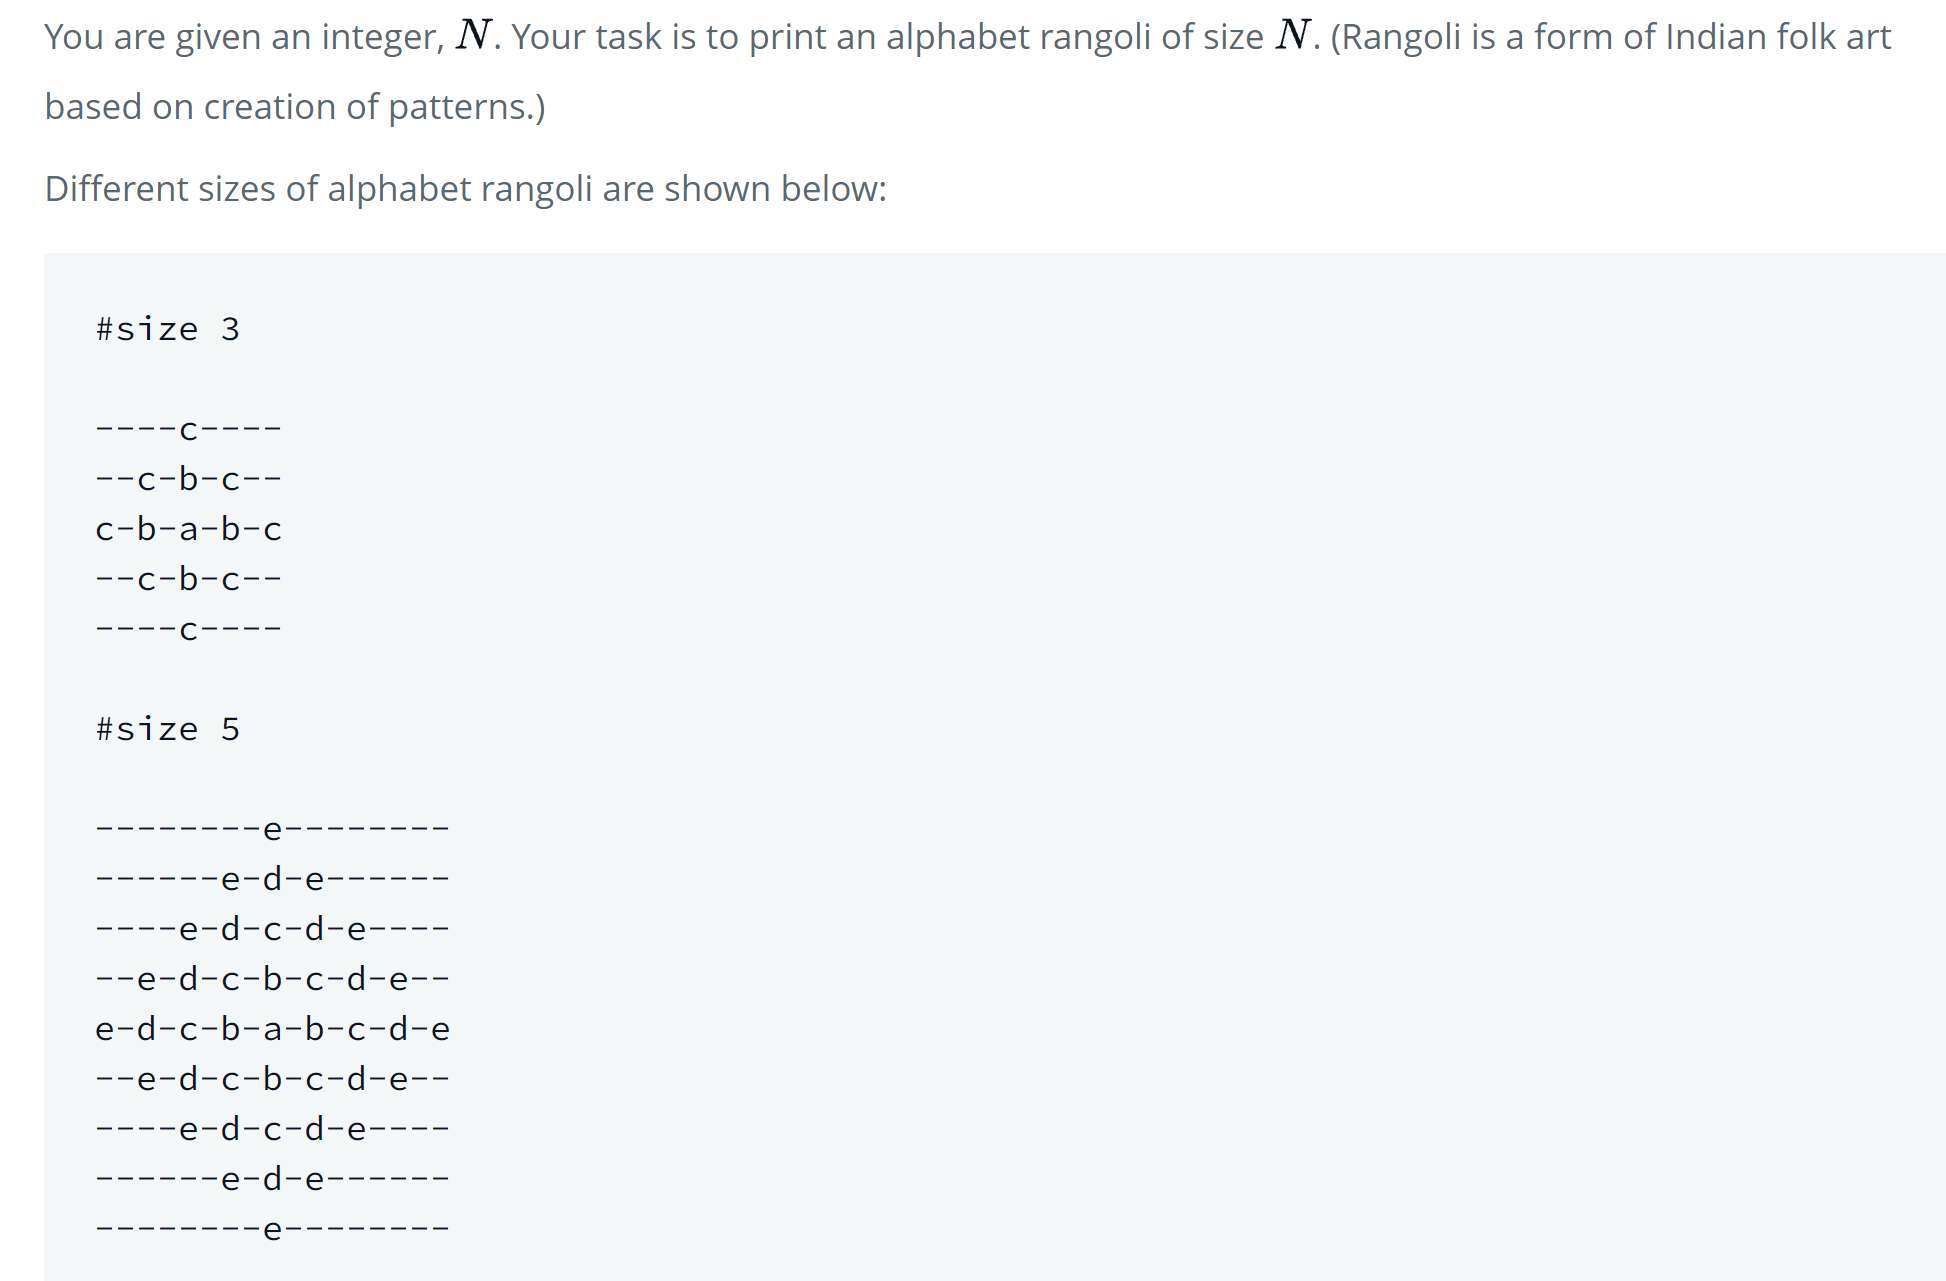 You are given an integer, N. Your task is to print an alphabet rangoli of size N. (Rangoli is a form of Indian folk art
based on creation of patterns.)
Different sizes of alphabet rangoli are shown below:
#size 3
----c----
--c-b-c--
c-b-a-b-c
--c-b-c--
----c----
#size 5
--------e--------
------e-d-e------
----e-d-c-d-e----
--e-d-c-b-c-d-e--
e-d-c-b-a-b-c-d-e
--e-d-c-b-c-d-e--
----e-d-c-d-e----
------e-d-e------
--------e--------